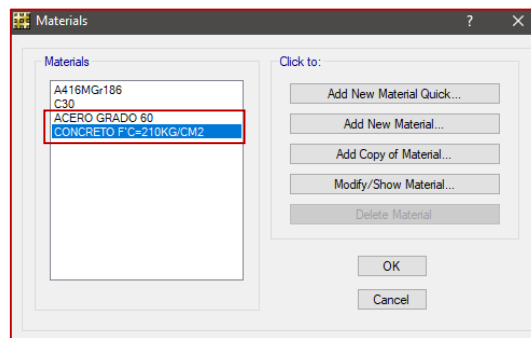 Materials
?
Materials
A416MGr186
C30
ACERO GRADO 60
CONCRETO F'C=210KG/CM2
Click to:
Add New Material Quick...
Add New Material...
Add Copy of Material...
Modify/Show Material...
Delete Material
OK
Cancel